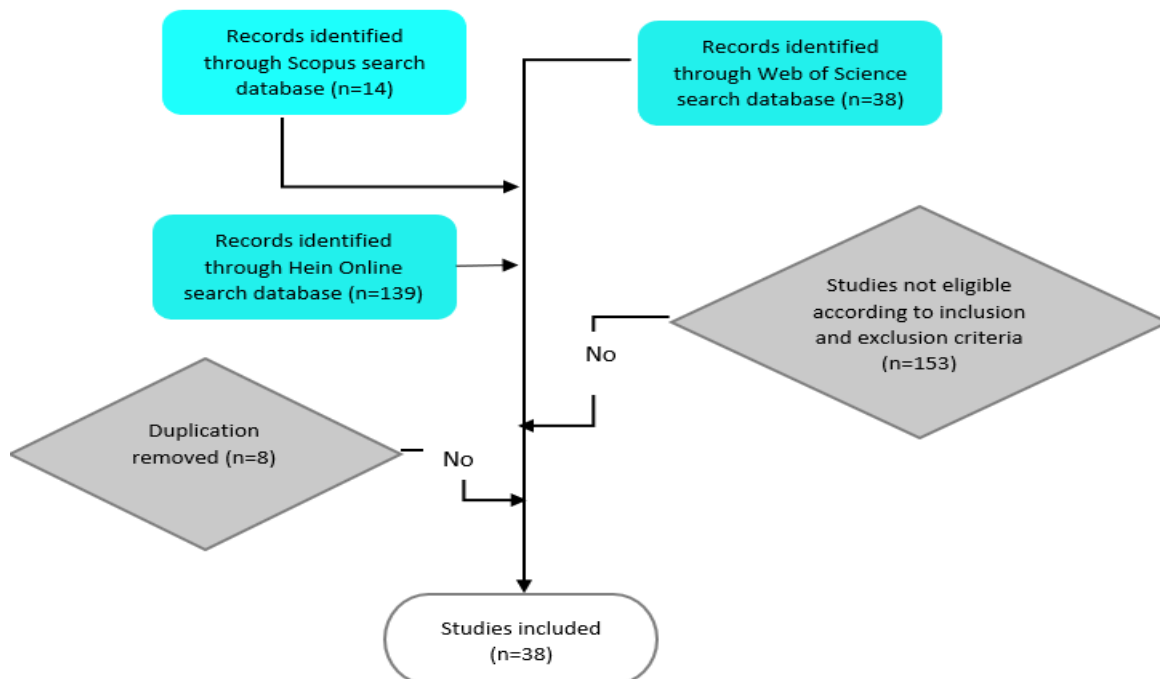 Records identified
through Scopus search
database (n=14)
Records identified
through Web of Science
search database (n=38)
Records identified
through Hein Online
search database (n=139)
Studies not eligible
according to inclusion
and exclusion criteria
(n=153)
No
Duplication
removed (n=8)
No
Studies included
(n=38)